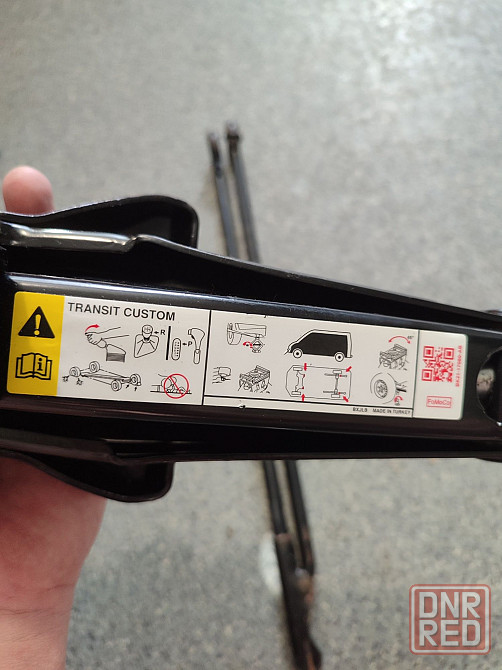 TRANSIT CUSTOM
R
P
BXJLB MADE IN TURKEY
FoMoCo
DNR
RED